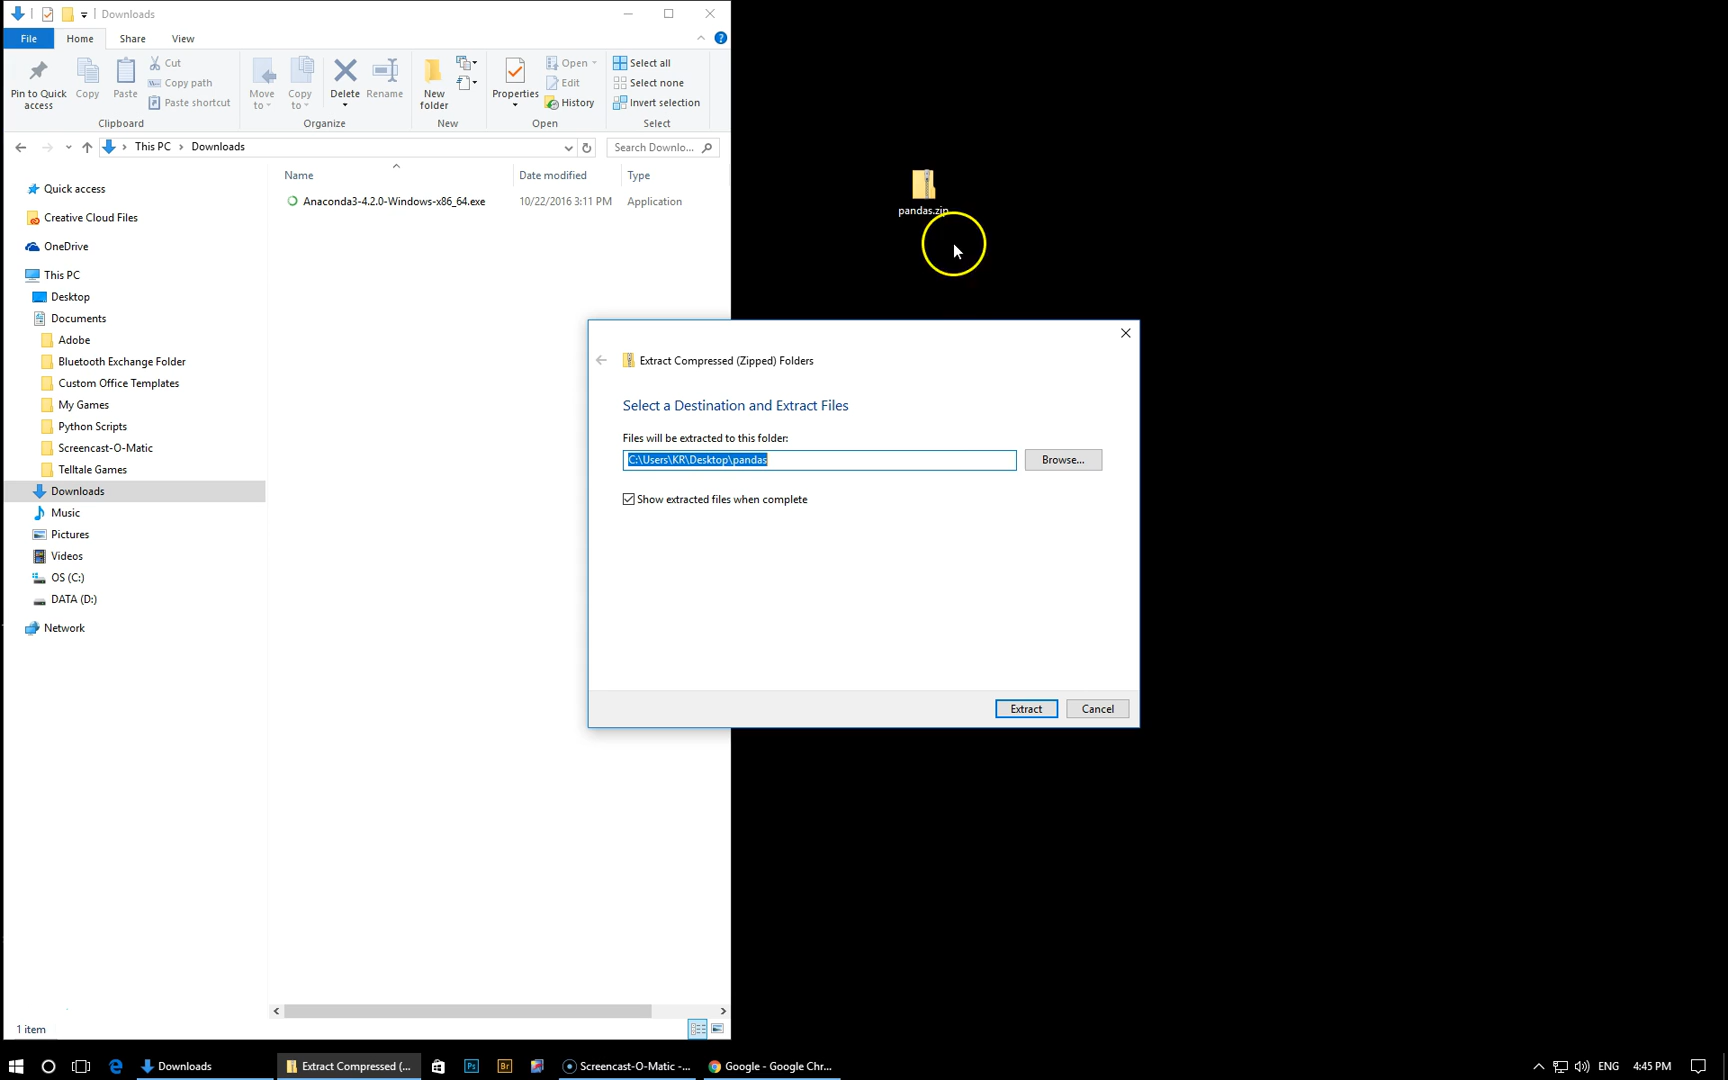 Downloads
File Home Share View
Pin to Quick access
Copy
Paste
Cut
Copy path
Paste shortcut
Clipboard
Move to
Copy to
Delete
Rename
Organize
New folder
New
Properties
Open
Edit
History
Open
Select all
Select none
Invert selection
Select
This PC > Downloads
Search Downlo...
Name Date modified Type
Anaconda3-4.2.0-Windows-x86_64.exe 10/22/2016 3:11 PM Application
Quick access
Creative Cloud Files
OneDrive
This PC
Desktop
Documents
Adobe
Bluetooth Exchange Folder
Custom Office Templates
My Games
Python Scripts
Screencast-O-Matic
Telltale Games
Downloads
Music
Pictures
Videos
OS (C:)
DATA (D:)
Network
1 item
pandas.zip
Extract Compressed (Zipped) Folders
Select a Destination and Extract Files
Files will be extracted to this folder:
C:\Users\KR\Desktop\pandas
Browse...
Show extracted files when complete
Extract Cancel
Downloads
Extract Compressed (...
Ps
Br
Screencast-O-Matic -...
Google - Google Chr...
ENG 4:45 PM